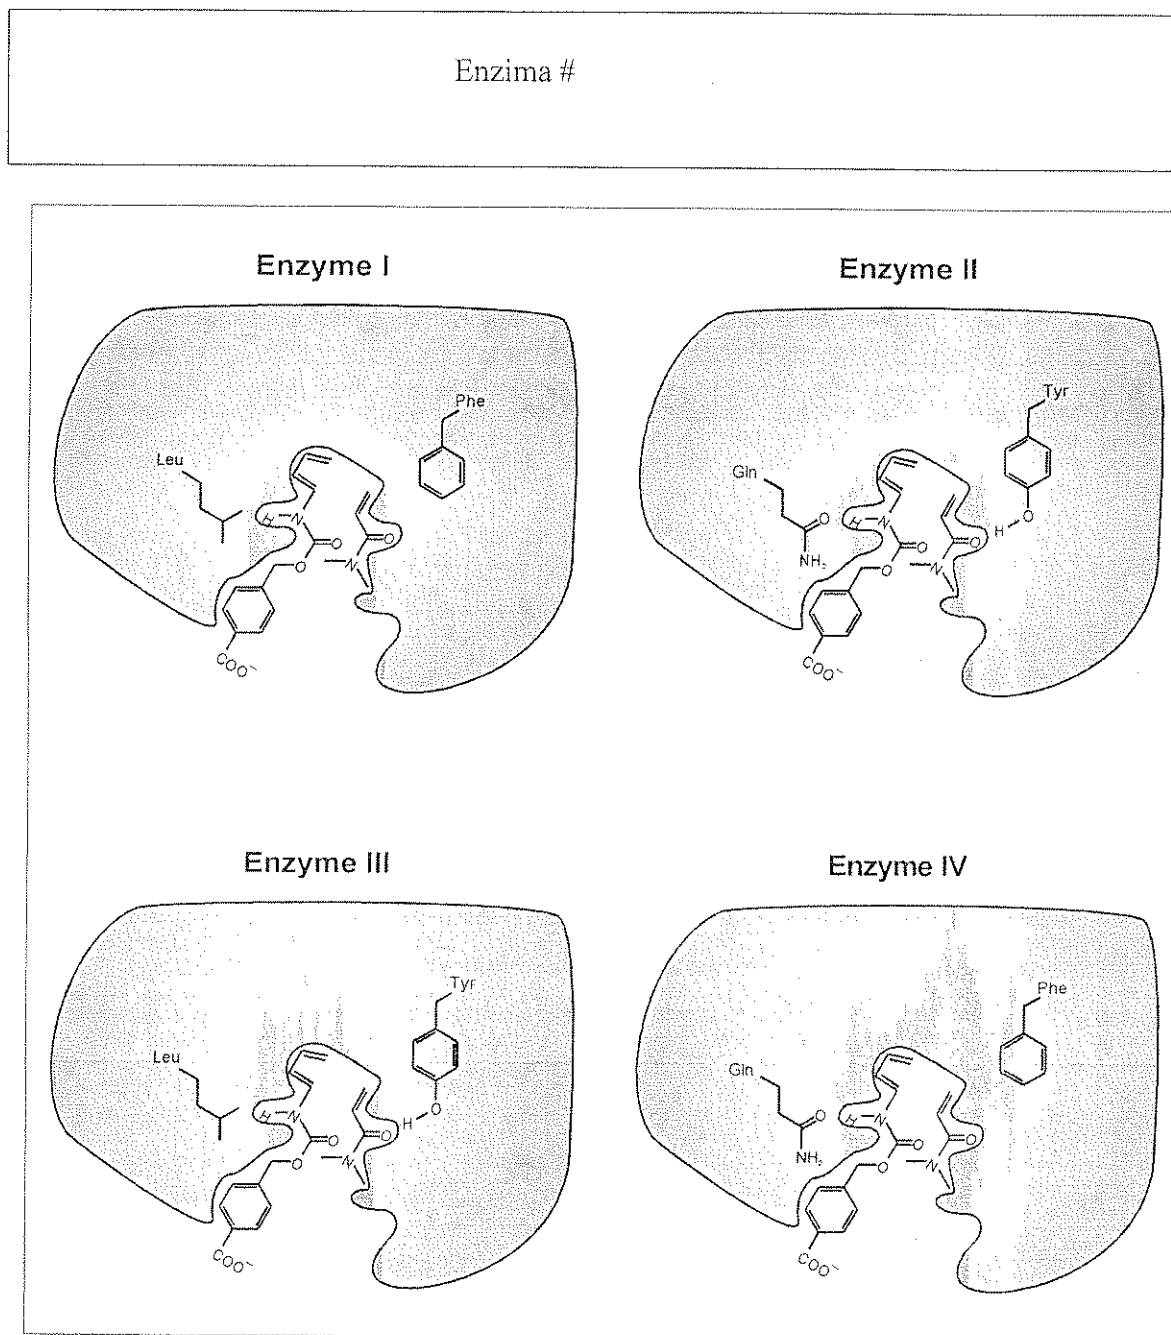 Enzima #
Enzyme I
Enzyme II
Phe
Leu
H
N
O
O
N
COO⁻
Tyr
Gln
O
NH₂
H
N
O
O
N
O
H
O
COO⁻
Enzyme III
Enzyme IV
Tyr
Leu
O
H
H
N
O
O
O
N
COO⁻
Phe
Gln
O
NH₂
H
N
O
O
O
N
COO⁻